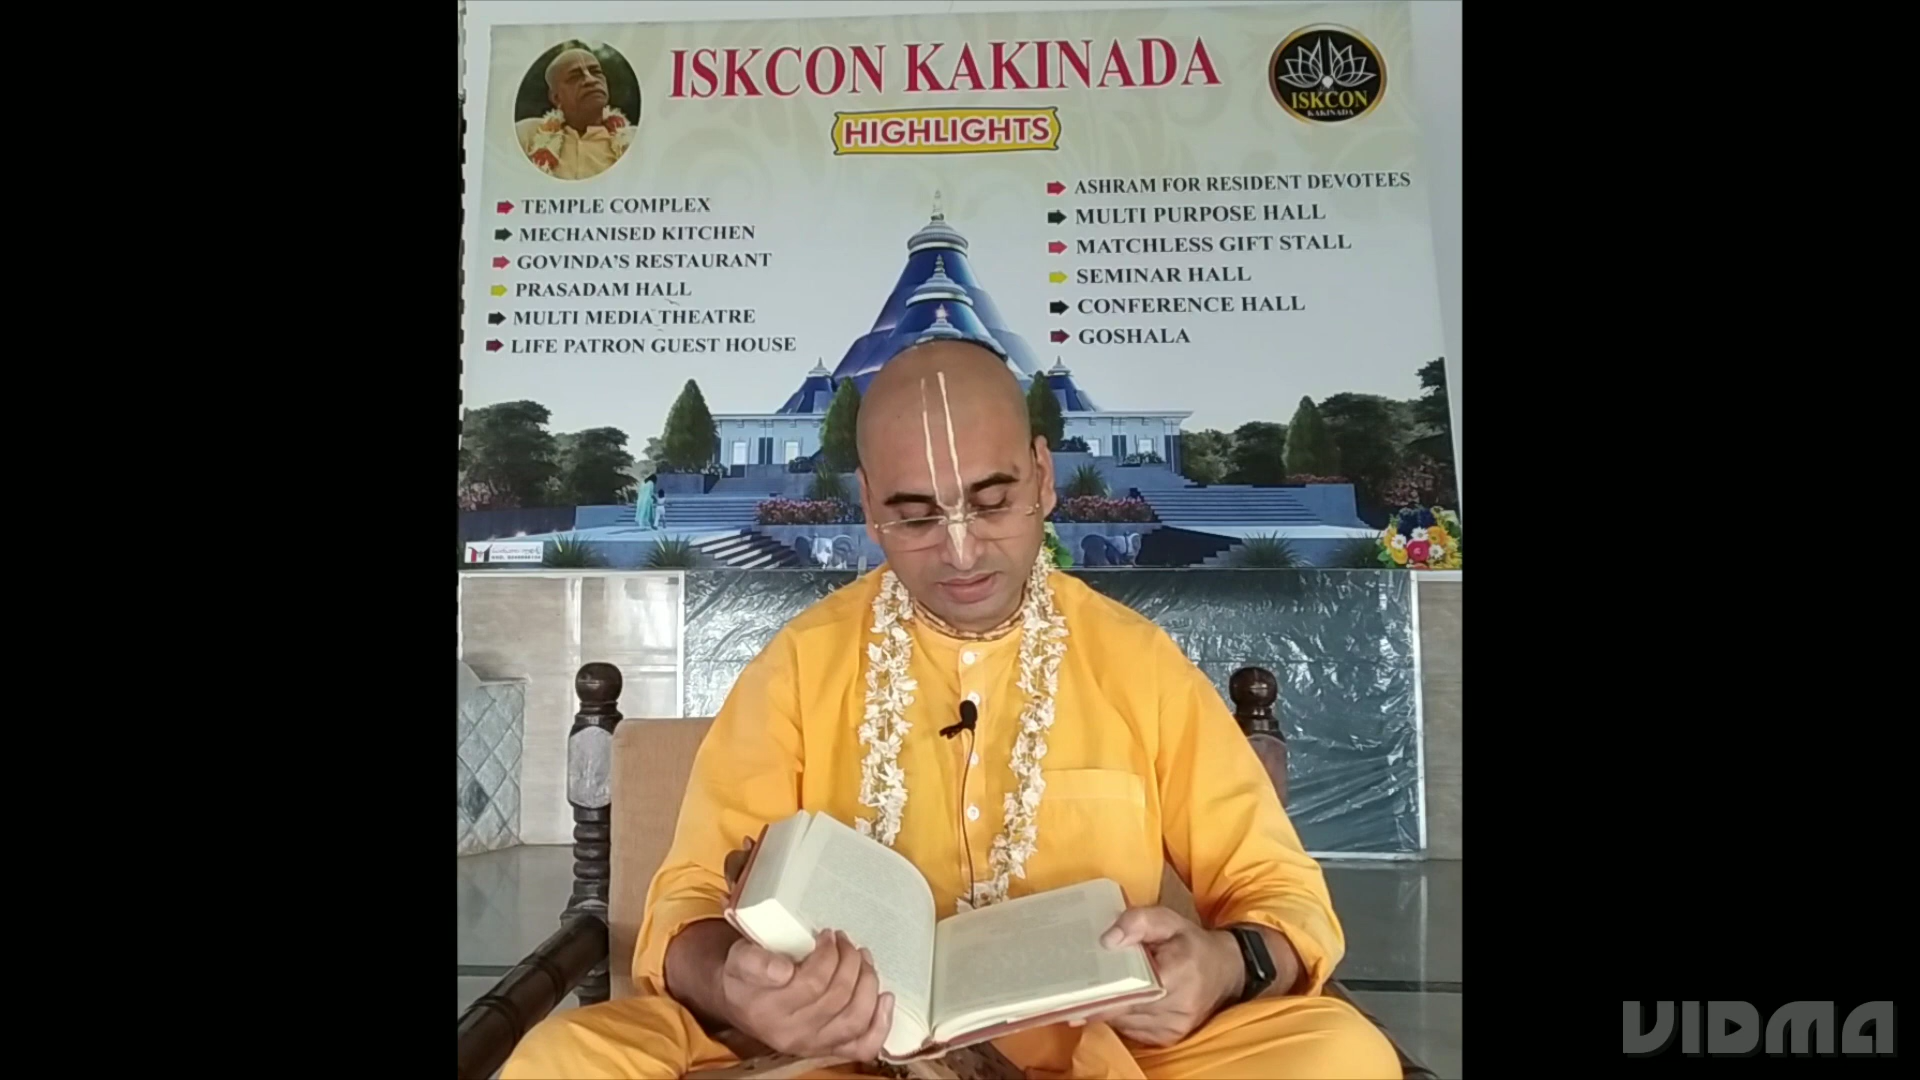 ISKCON KAKINADA
HIGHLIGHTS
ISKCON
KAKINADA
TEMPLE COMPLEX
MECHANISED KITCHEN
GOVINDA'S RESTAURANT
PRASADAM HALL
MULTI MEDIA THEATRE
LIFE PATRON GUEST HOUSE
ASHRAM FOR RESIDENT DEVOTEES
MULTI PURPOSE HALL
MATCHLESS GIFT STALL
SEMINAR HALL
CONFERENCE HALL
GOSHALA
VIDMA